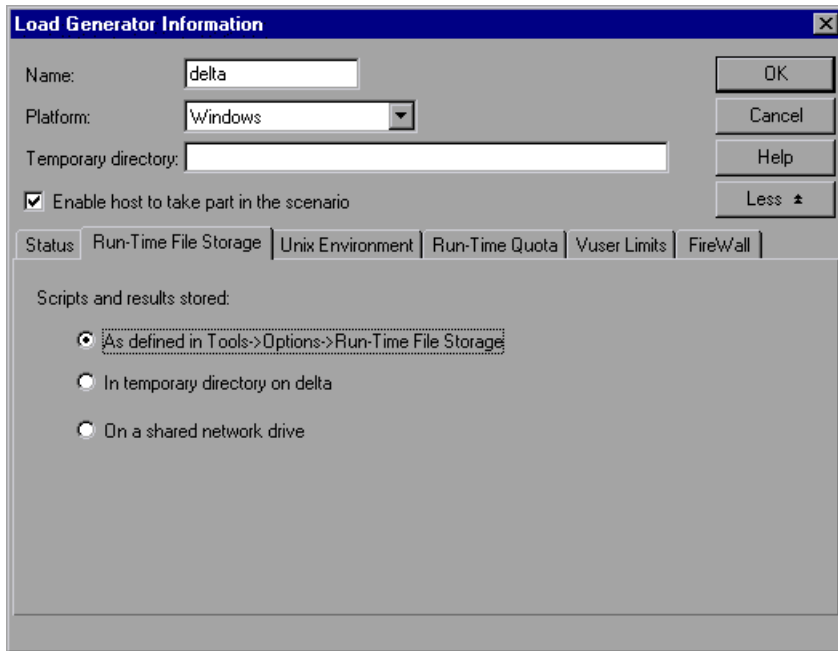 Load Generator Information
Name: delta OK
Platform: Windows Cancel
Temporary directory: Help
Enable host to take part in the scenario Less
Status Run-Time File Storage Unix Environment Run-Time Quota Vuser Limits FireWall
Scripts and results stored:
As defined in Tools->Options->Run-Time File Storage
In temporary directory on delta
On a shared network drive